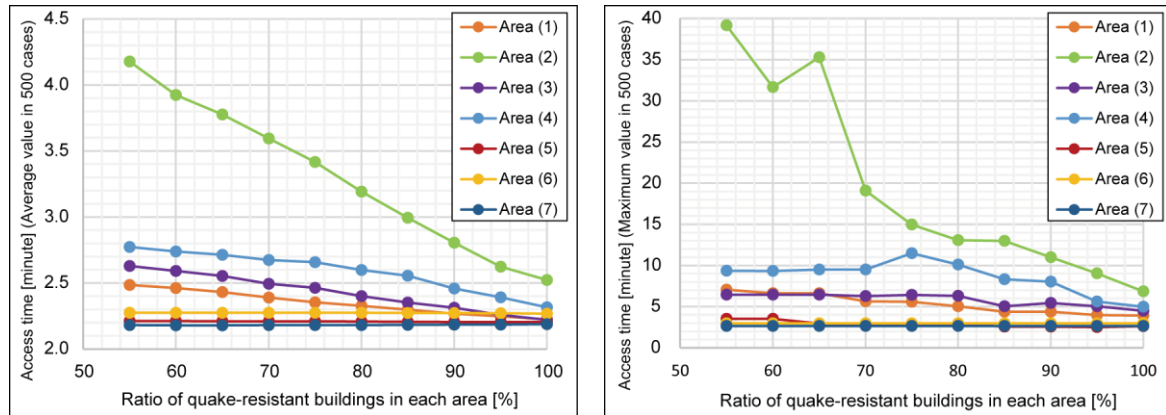 Access time [minute] (Average value in 500 cases)
4.5
4.0
3.5
3.0
2.5
2.0
50
60
70
80
90
100
Ratio of quake-resistant buildings in each area [%]
Area (1)
Area (2)
Area (3)
Area (4)
Area (5)
Area (6)
Area (7)
Access time [minute] (Maximum value in 500 cases)
40
35
30
25
20
15
10
5
0
50
60
70
80
90
100
Ratio of quake-resistant buildings in each area [%]
Area (1)
Area (2)
Area (3)
Area (4)
Area (5)
Area (6)
Area (7)